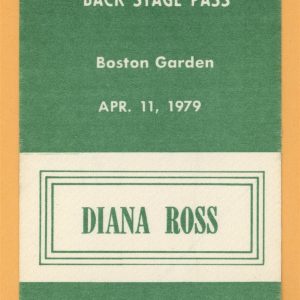 BACK STAGE PASS
Boston Garden
APR. 11, 1979
DIANA ROSS